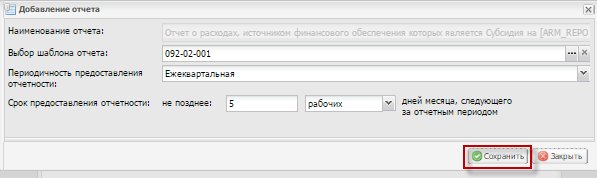 Добавление отчета
Наименование отчета: Отчет о расходах, источником финансового обеспечения которых является Субсидия на [ARM_REPO
Выбор шаблона отчета: 092-02-001
Периодичность предоставления отчетности: Ежеквартальная
Срок предоставления отчетности: не позднее: 5 рабочих дней месяца, следующего за отчетным периодом
Сохранить Закрыть